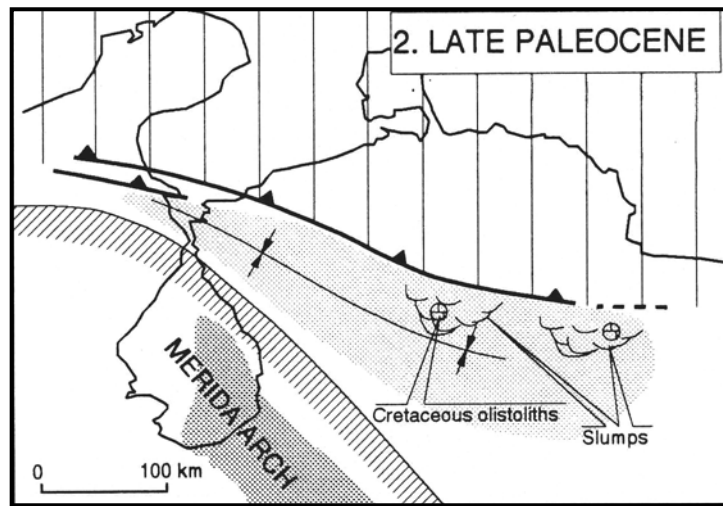 2. LATE PALEOCENE
MERIDA ARCH
Cretaceous olistoliths
Slumps
0 100 km